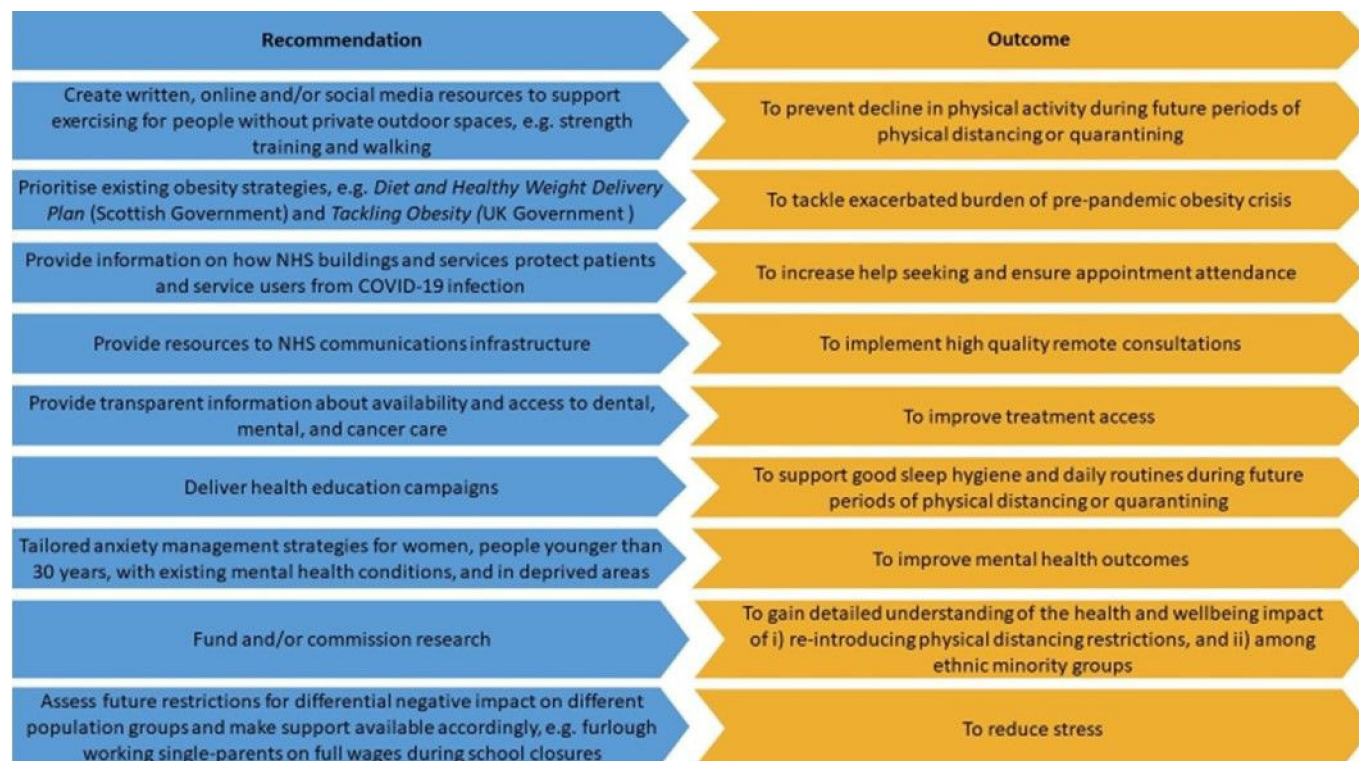 Recommendation
Outcome
Create written, online and/or social media resources to support
exercising for people without private outdoor spaces, e.g. strength
training and walking
To prevent decline in physical activity during future periods of
physical distancing or quarantining
Prioritise existing obesity strategies, e.g. Diet and Healthy Weight Delivery
Plan (Scottish Government) and Tackling Obesity (UK Government )
To tackle exacerbated burden of pre-pandemic obesity crisis
Provide information on how NHS buildings and services protect patients
and service users from COVID-19 infection
To increase help seeking and ensure appointment attendance
Provide resources to NHS communications infrastructure
To implement high quality remote consultations
Provide transparent information about availability and access to dental,
mental, and cancer care
To improve treatment access
Deliver health education campaigns
To support good sleep hygiene and daily routines during future
periods of physical distancing or quarantining
Tailored anxiety management strategies for women, people younger than
30 years, with existing mental health conditions, and in deprived areas
To improve mental health outcomes
Fund and/or commission research
To gain detailed understanding of the health and wellbeing impact
of i) re-introducing physical distancing restrictions, and ii) among
ethnic minority groups
Assess future restrictions for differential negative impact on different
population groups and make support available accordingly, e.g. furlough
working single-parents on full wages during school closures
To reduce stress